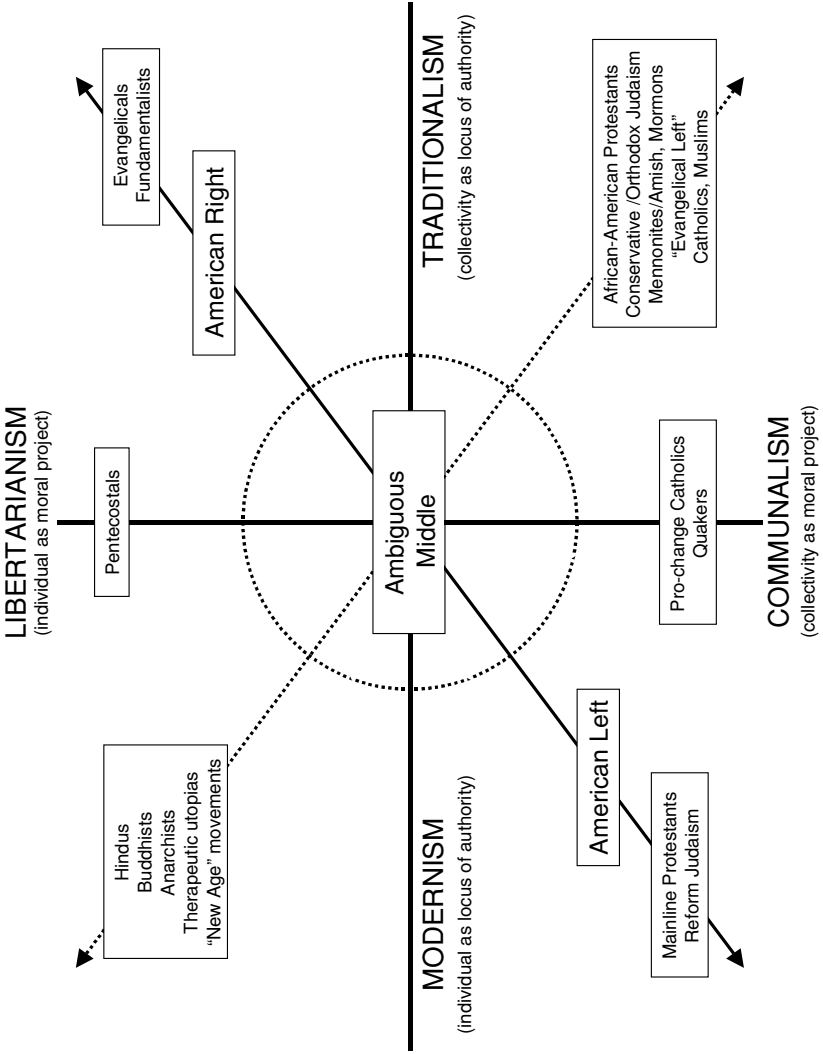 LIBERTARIANISM
(individual as moral project)
Hindus
Buddhists
Anarchists
Therapeutic utopias
“New Age” movements
Pentecostals
Evangelicals
Fundamentalists
American Right
Ambiguous
Middle
MODERNISM
(individual as locus of authority)
TRADITIONALISM
(collectivity as locus of authority)
American Left
Mainline Protestants
Reform Judaism
Pro-change Catholics
Quakers
African-American Protestants
Conservative /Orthodox Judaism
Mennonites/Amish, Mormons
“Evangelical Left”
Catholics, Muslims
COMMUNALISM
(collectivity as moral project)